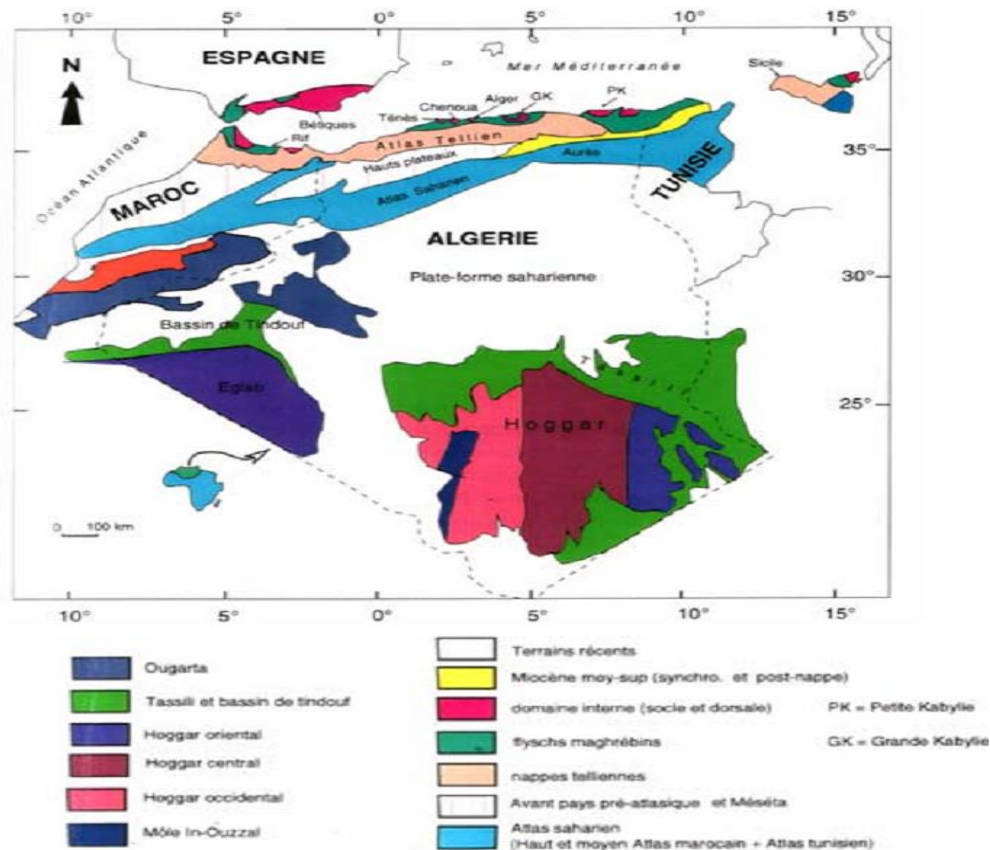 10° 5° 0° 5° 10° 15°
ESPAGNE
N
Mer Méditerranée
Sicile
Alger GK PK
Chenoua
Ténès
Bétiques
Rif
Atlas Tellien
Hauts plateaux
Aurès
35° 35°
Océan Atlantique
MAROC
Atlas Saharien
TUNISIE
ALGERIE
Plate-forme saharienne
30° 30°
Bassin de Tindouf
Eglab
25° 25°
Hoggar
0 100 km
10° 5° 0° 5° 10° 15°
Ougarta
Tassili et bassin de tindouf
Hoggar oriental
Hoggar central
Hoggar occidental
Môle In-Ouzzal
Terrains récents
Miocène moy-sup (synchro. et post-nappe)
domaine interne (socle et dorsale) PK = Petite Kabylie
flyschs maghrébins GK = Grande Kabylie
nappes telliennes
Avant pays pré-atlasique et Méséta
Atlas saharien
(Haut et moyen Atlas marocain + Atlas tunisien)